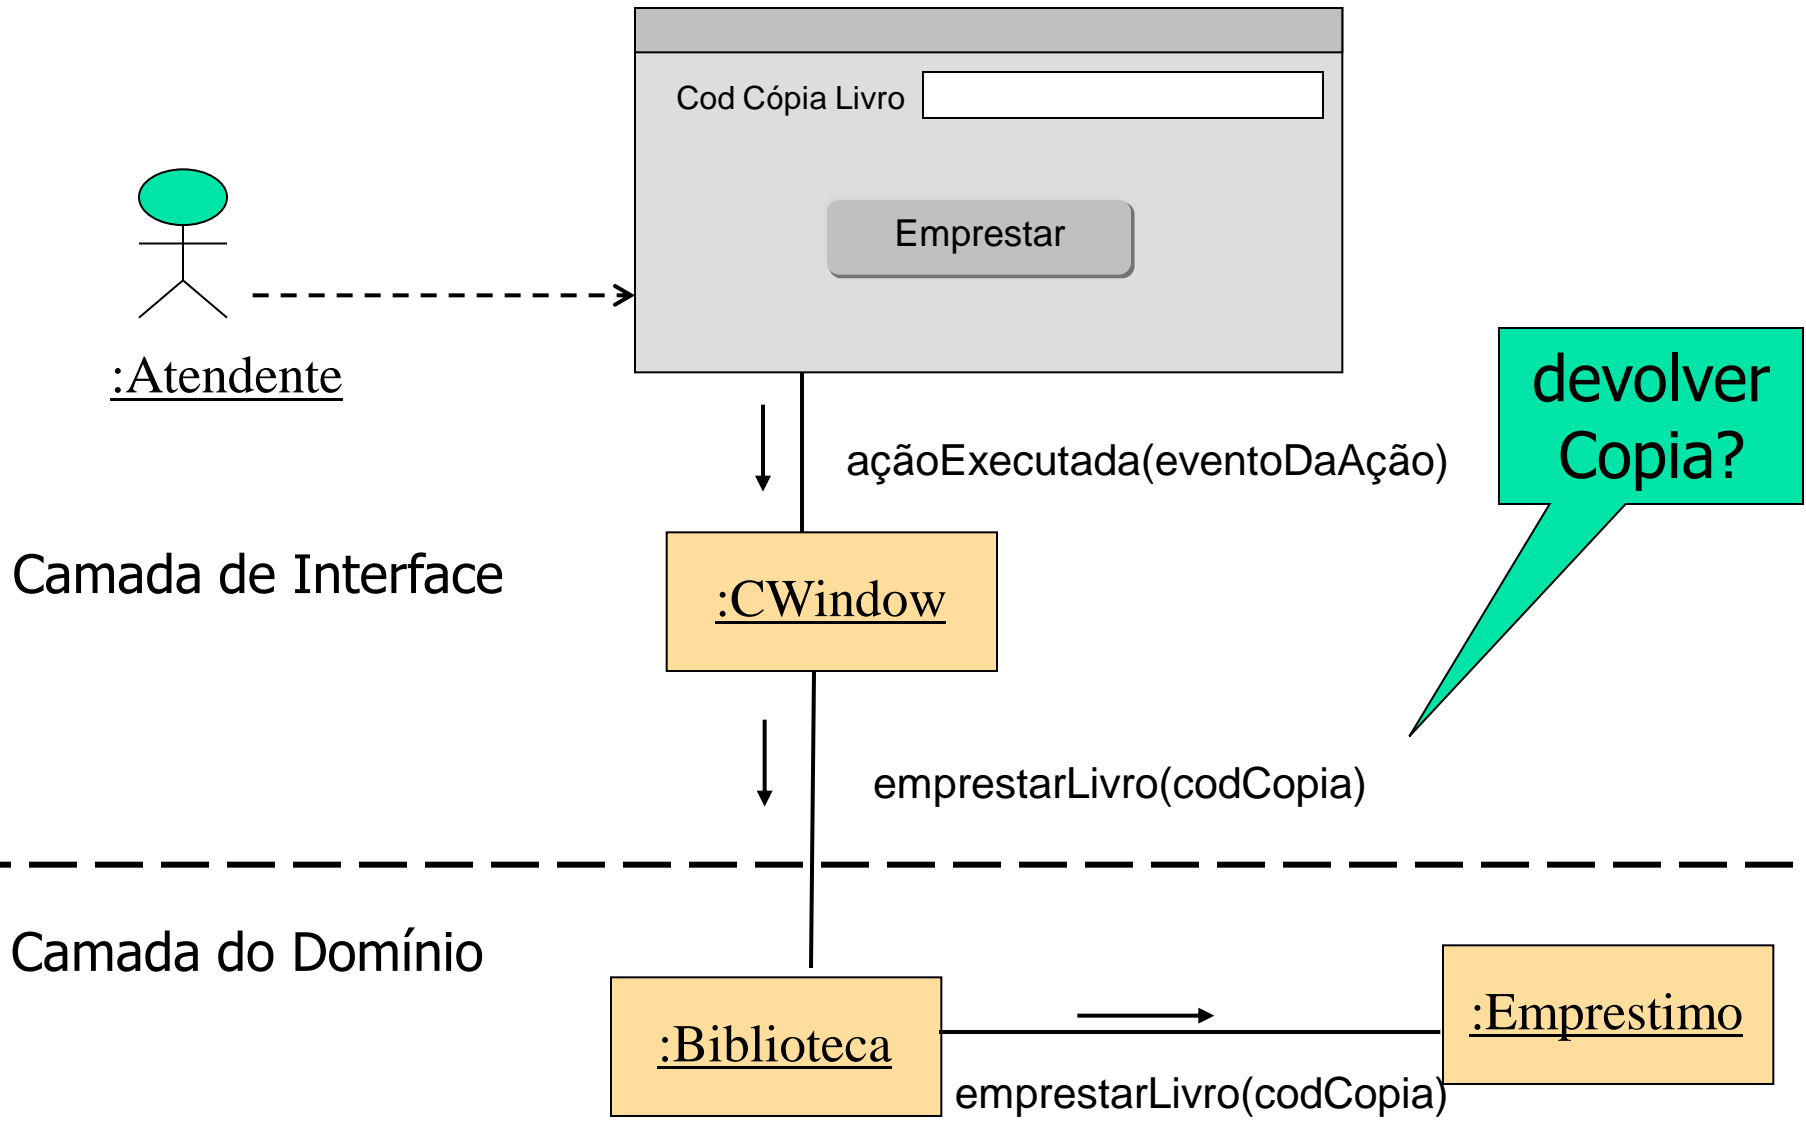 Cod Cópia Livro
Emprestar
:Atendente
devolver
Copia?
açãoExecutada(eventoDaAção)
Camada de Interface
:CWindow
emprestarLivro(codCopia)
Camada do Domínio
:Biblioteca
:Emprestimo
emprestarLivro(codCopia)